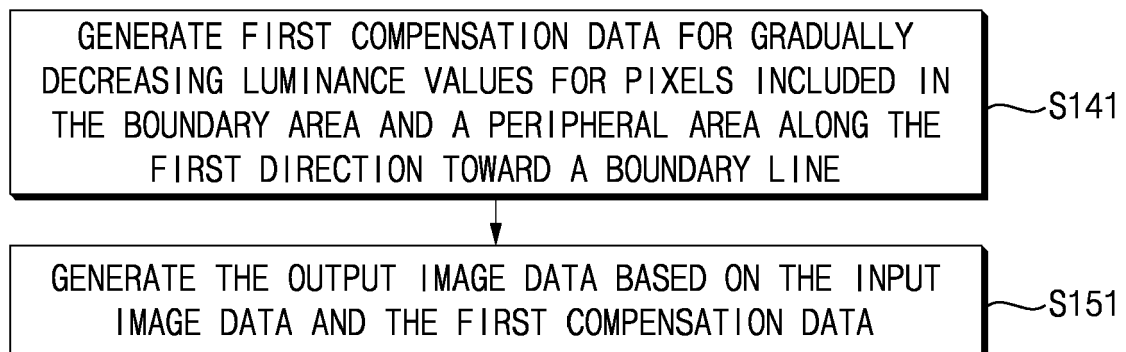 GENERATE FIRST COMPENSATION DATA FOR GRADUALLY
DECREASING LUMINANCE VALUES FOR PIXELS INCLUDED IN
THE BOUNDARY AREA AND A PERIPHERAL AREA ALONG THE
FIRST DIRECTION TOWARD A BOUNDARY LINE
S141
GENERATE THE OUTPUT IMAGE DATA BASED ON THE INPUT
IMAGE DATA AND THE FIRST COMPENSATION DATA
S151